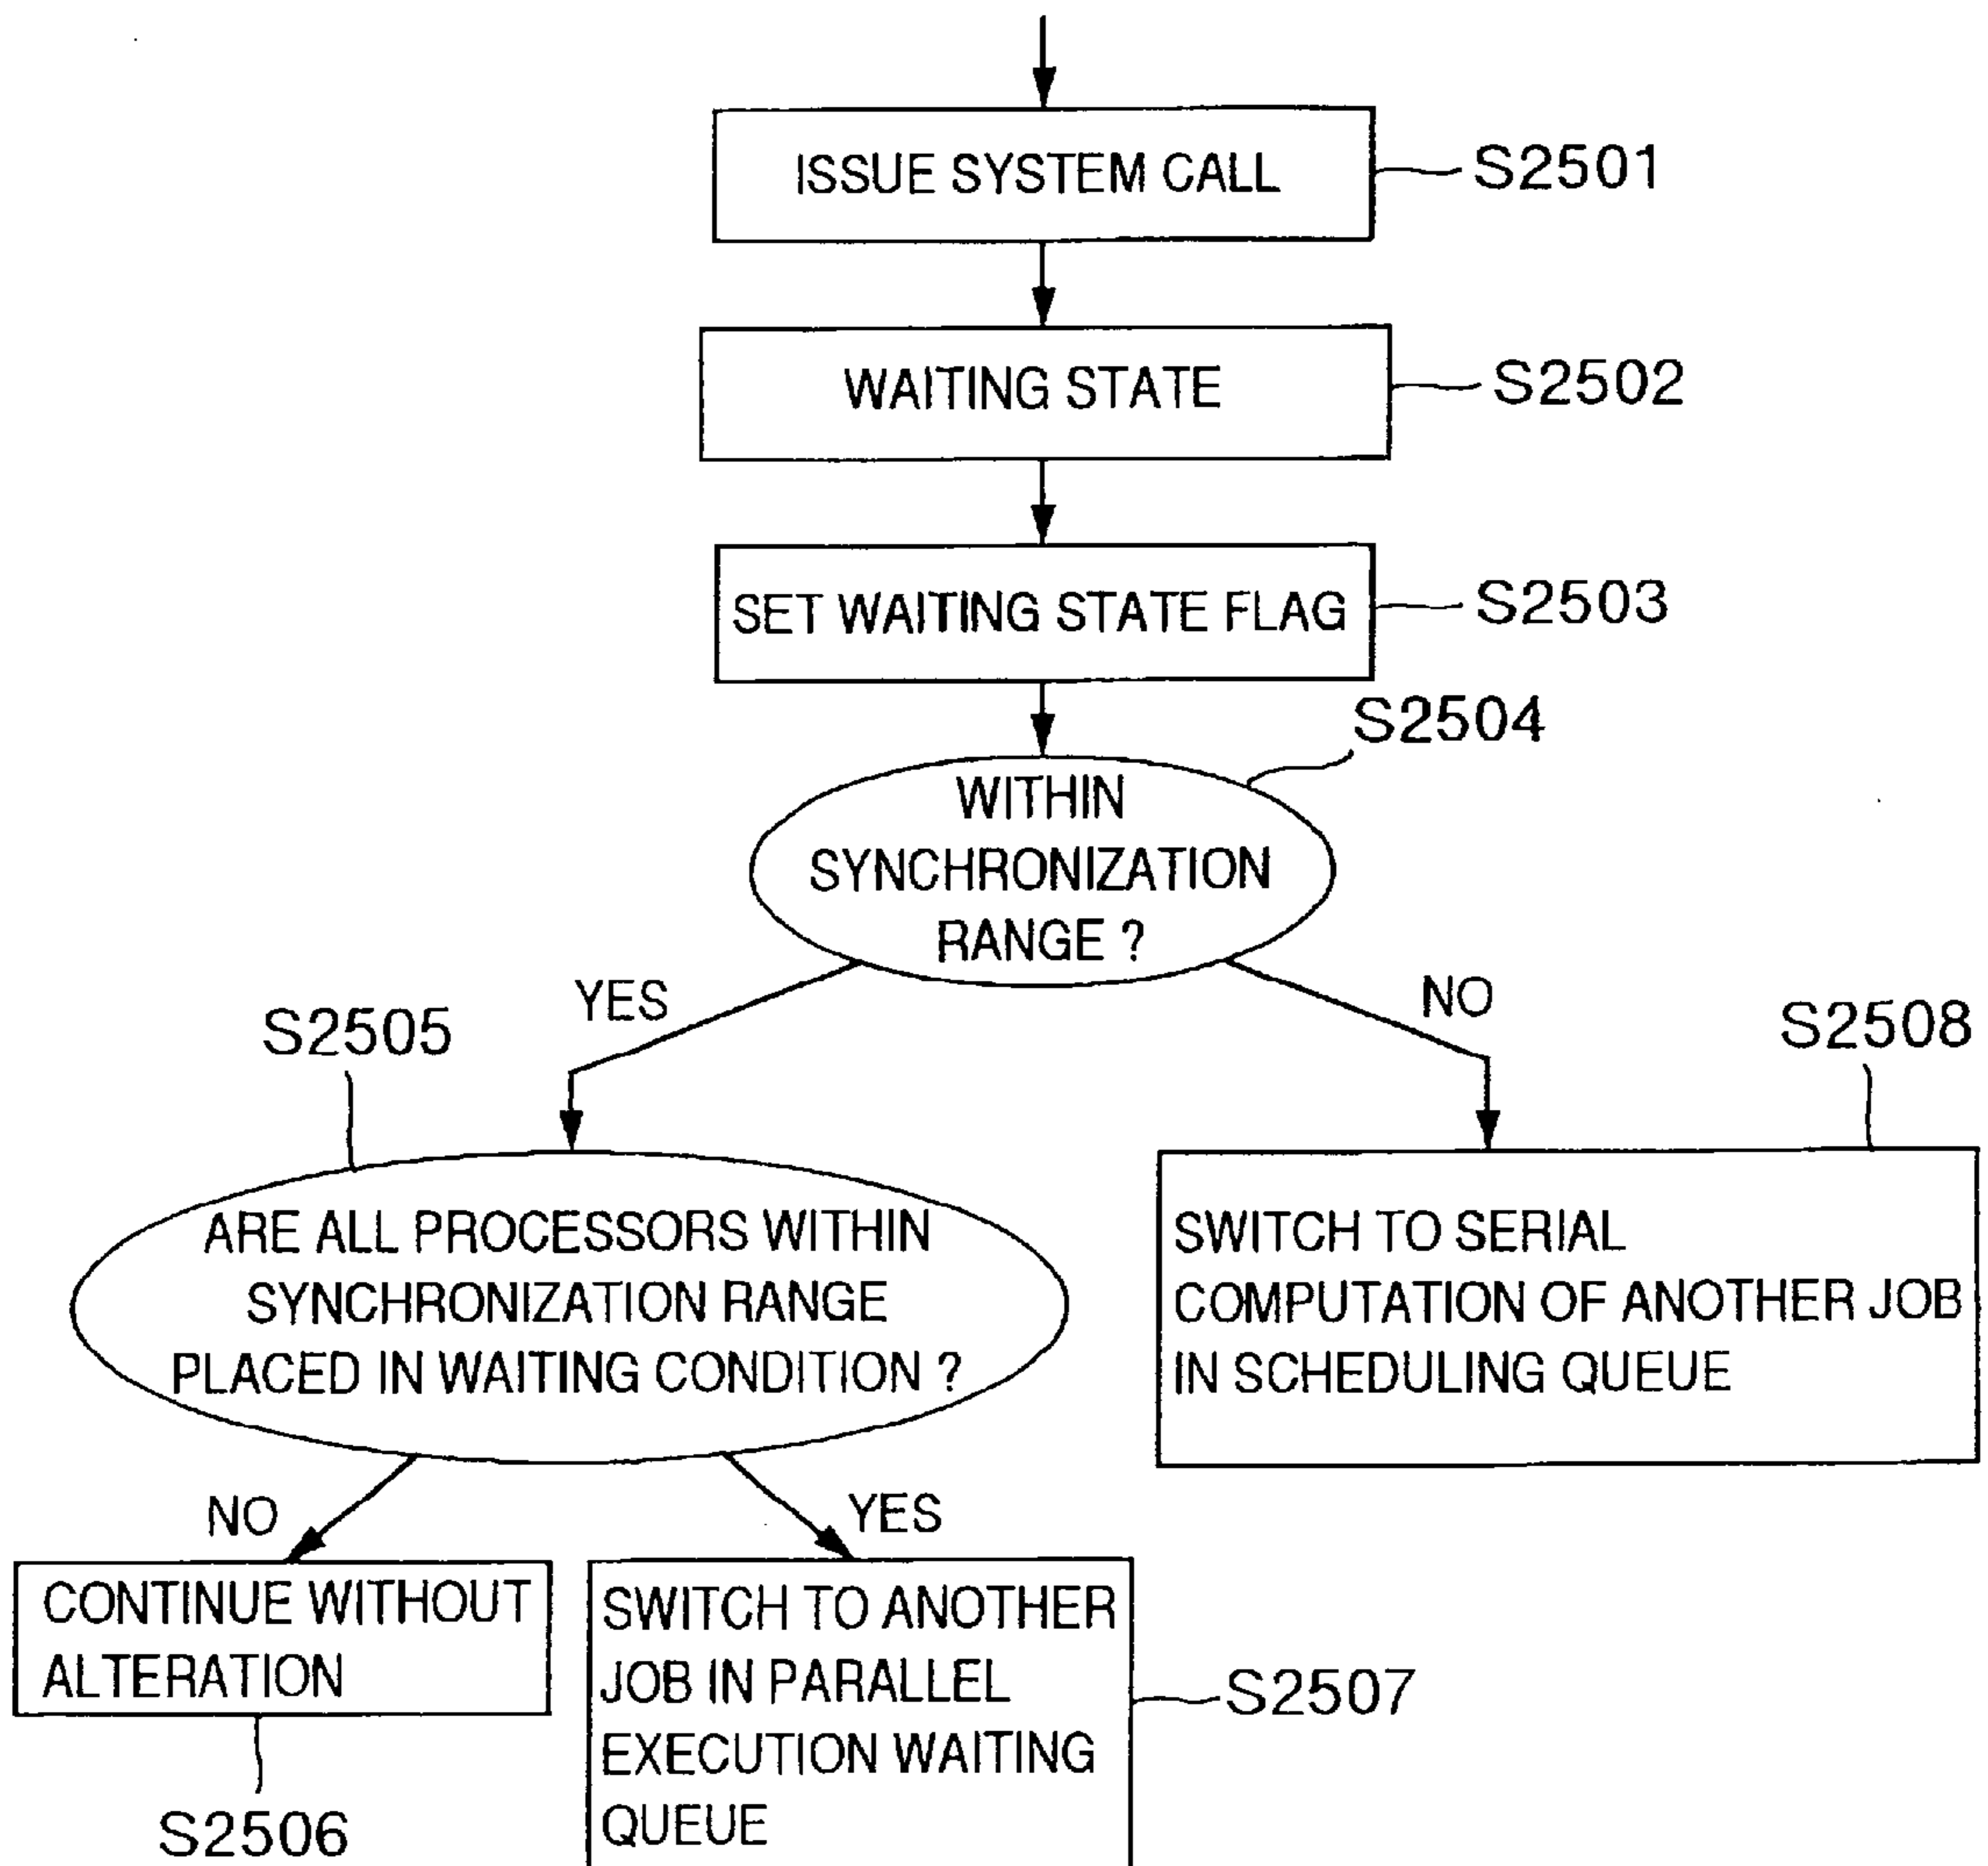 ISSUE SYSTEM CALL
S2501
WAITING STATE
S2502
SET WAITING STATE FLAG
S2503
S2504
WITHIN
SYNCHRONIZATION
RANGE ?
YES
NO
S2505
S2508
ARE ALL PROCESSORS WITHIN
SYNCHRONIZATION RANGE
PLACED IN WAITING CONDITION ?
SWITCH TO SERIAL
COMPUTATION OF ANOTHER JOB
IN SCHEDULING QUEUE
NO
YES
CONTINUE WITHOUT
ALTERATION
S2506
SWITCH TO ANOTHER
JOB IN PARALLEL
EXECUTION WAITING
QUEUE
S2507